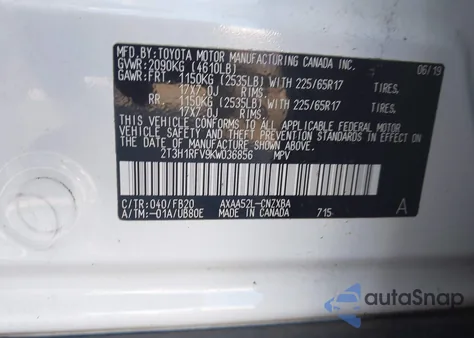 MFD. BY: TOYOTA MOTOR MANUFACTURING CANADA INC.
GVWR: 2090KG (4610LB) 06/19
GAWR: FRT. 1150KG (2535LB) WITH 225/65R17 TIRES,
17X7.0J RIMS,
RR. 1150KG (2535LB) WITH 225/65R17 TIRES,
17X7.0J RIMS,
THIS VEHICLE CONFORMS TO ALL APPLICABLE FEDERAL MOTOR
VEHICLE SAFETY AND THEFT PREVENTION STANDARDS IN EFFECT ON
THE DATE OF MANUFACTURE SHOWN ABOVE.
2T3H1RFV9KW036856 MPV
C/TR: 040/FB20 AXAA52L-CNZXBA
A/TM: -01A/UB80E MADE IN CANADA 715 A
autoSnap